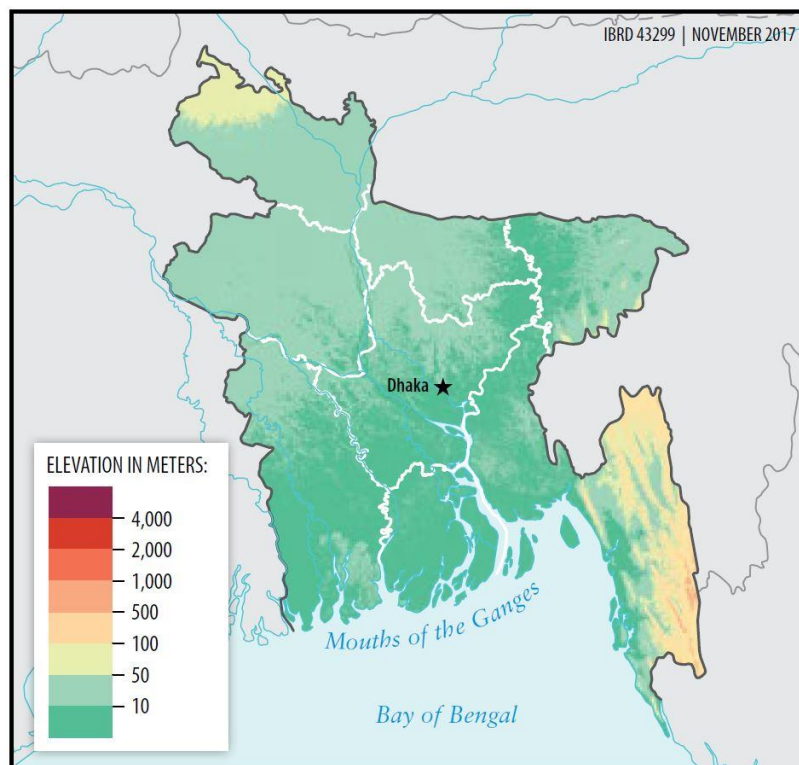 IBRD 43299 | NOVEMBER 2017
Dhaka
ELEVATION IN METERS:
4,000
2,000
1,000
500
100
50
10
Mouths of the Ganges
Bay of Bengal